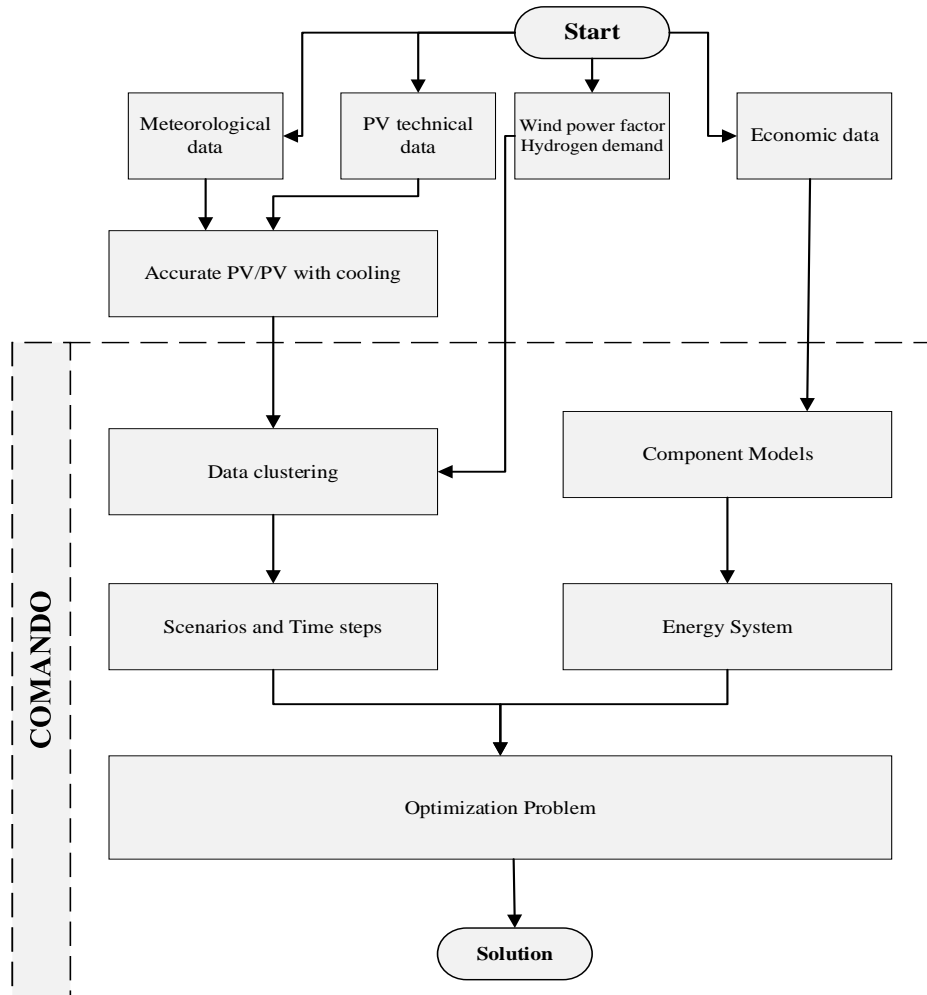 Start
Meteorological
data
PV technical
data
Wind power factor
Hydrogen demand
Economic data
Accurate PV/PV with cooling
Data clustering
Component Models
Scenarios and Time steps
Energy System
COMANDO
Optimization Problem
Solution